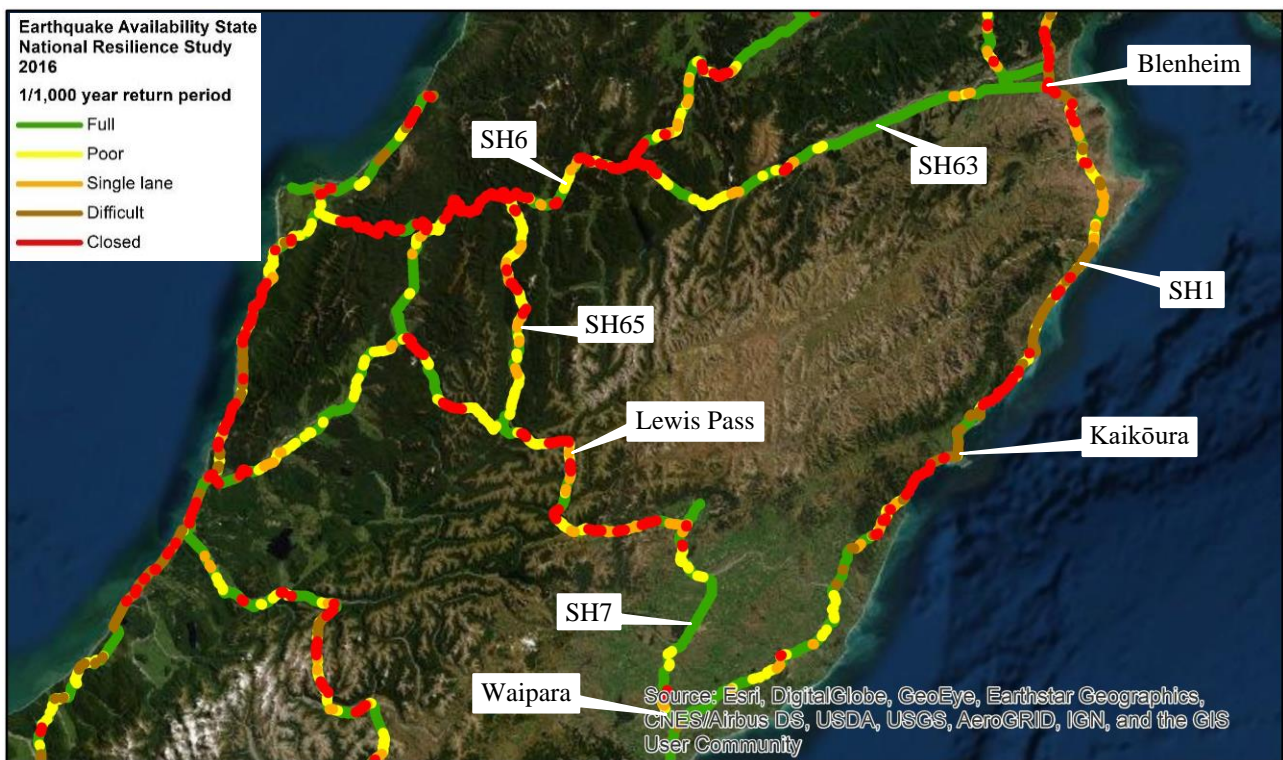 Earthquake Availability State
National Resilience Study
2016
1/1,000 year return period
Full
Poor
Single lane
Difficult
Closed
Blenheim
SH6
SH63
SH1
SH65
Lewis Pass
Kaikōura
SH7
Waipara
Source: Esri, DigitalGlobe, GeoEye, Earthstar Geographics,
CNES/Airbus DS, USDA, USGS, AeroGRID, IGN, and the GIS
User Community